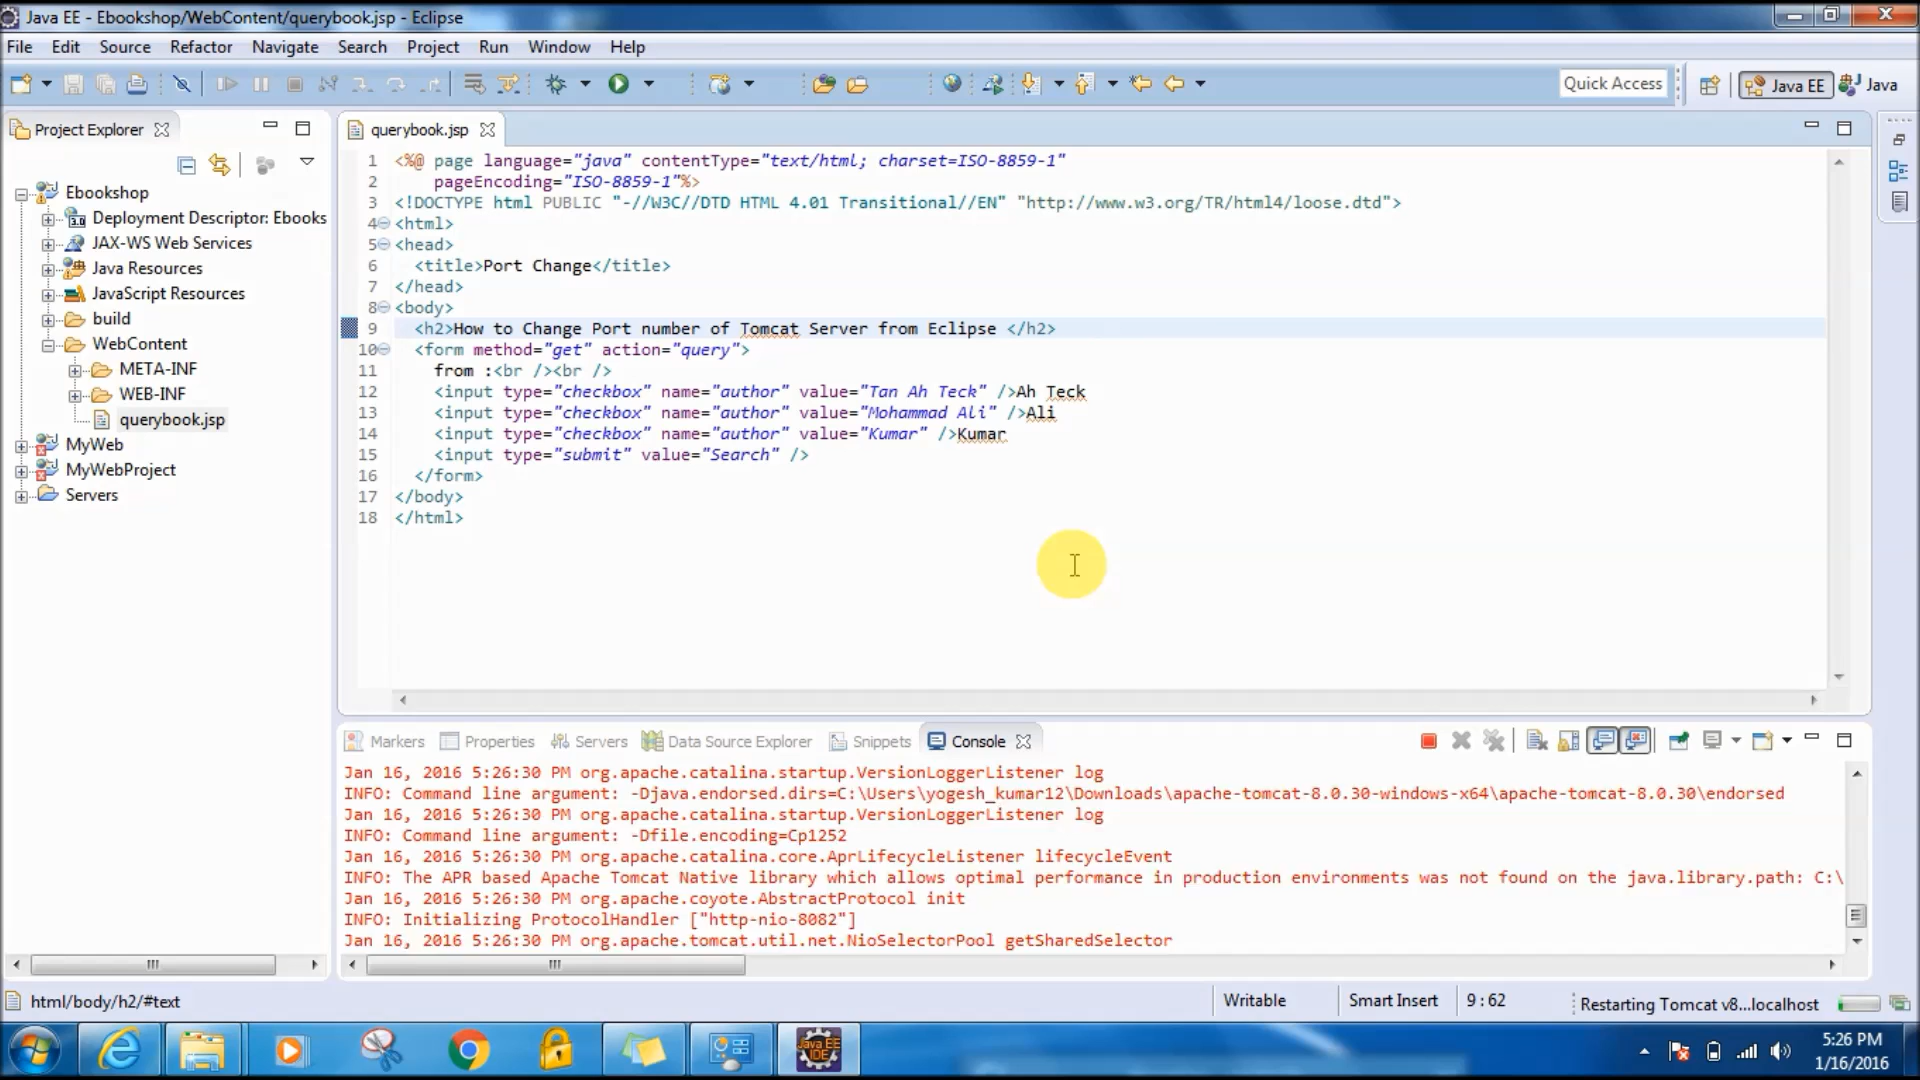 Java EE - Ebookshop/WebContent/querybook.jsp - Eclipse
File Edit Source Refactor Navigate Search Project Run Window Help
Quick Access Java EE Java
Project Explorer
querybook.jsp
Ebookshop
Deployment Descriptor: Ebooks
JAX-WS Web Services
Java Resources
JavaScript Resources
build
WebContent
META-INF
WEB-INF
querybook.jsp
MyWeb
MyWebProject
Servers
1 <%@ page language="java" contentType="text/html; charset=ISO-8859-1"
2 pageEncoding="ISO-8859-1"%>
3 <!DOCTYPE html PUBLIC "-//W3C//DTD HTML 4.01 Transitional//EN" "http://www.w3.org/TR/html4/loose.dtd">
4 <html>
5 <head>
6 <title>Port Change</title>
7 </head>
8 <body>
9 <h2>How to Change Port number of Tomcat Server from Eclipse </h2>
10 <form method="get" action="query">
11 from :<br /><br />
12 <input type="checkbox" name="author" value="Tan Ah Teck" />Ah Teck
13 <input type="checkbox" name="author" value="Mohammad Ali" />Ali
14 <input type="checkbox" name="author" value="Kumar" />Kumar
15 <input type="submit" value="Search" />
16 </form>
17 </body>
18 </html>
Markers Properties Servers Data Source Explorer Snippets Console
Jan 16, 2016 5:26:30 PM org.apache.catalina.startup.VersionLoggerListener log
INFO: Command line argument: -Djava.endorsed.dirs=C:\Users\yogesh_kumar12\Downloads\apache-tomcat-8.0.30-windows-x64\apache-tomcat-8.0.30\endorsed
Jan 16, 2016 5:26:30 PM org.apache.catalina.startup.VersionLoggerListener log
INFO: Command line argument: -Dfile.encoding=Cp1252
Jan 16, 2016 5:26:30 PM org.apache.catalina.core.AprLifecycleListener lifecycleEvent
INFO: The APR based Apache Tomcat Native library which allows optimal performance in production environments was not found on the java.library.path: C:\
Jan 16, 2016 5:26:30 PM org.apache.coyote.AbstractProtocol init
INFO: Initializing ProtocolHandler ["http-nio-8082"]
Jan 16, 2016 5:26:30 PM org.apache.tomcat.util.net.NioSelectorPool getSharedSelector
html/body/h2/#text Writable Smart Insert 9 : 62 Restarting Tomcat v8...localhost
Java EE
IDE
5:26 PM
1/16/2016